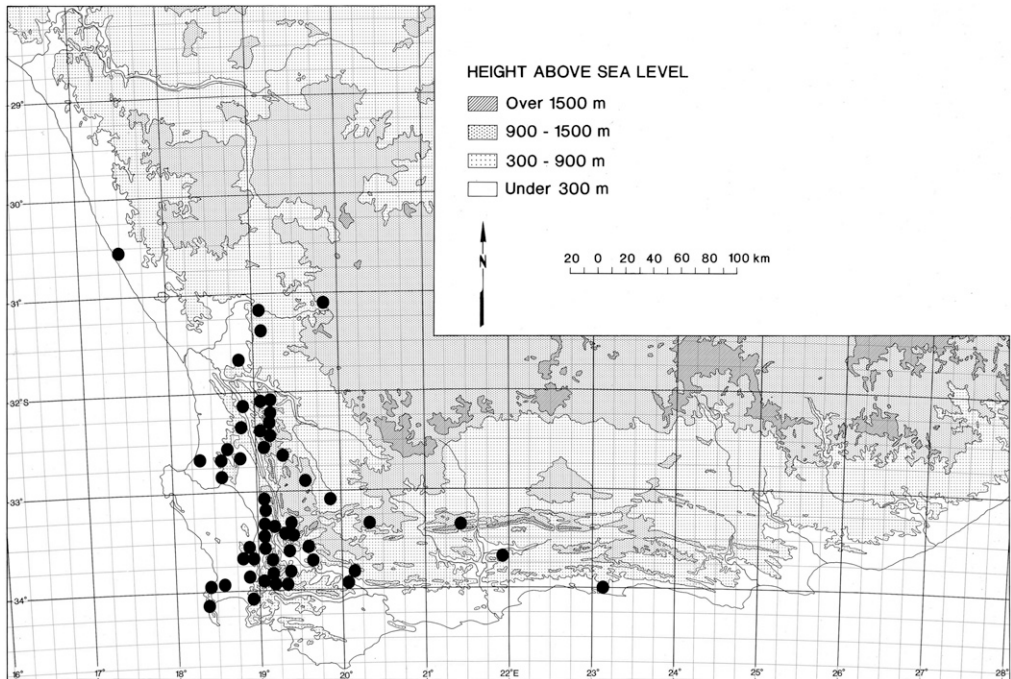 HEIGHT ABOVE SEA LEVEL
Over 1500 m
900 - 1500 m
300 - 900 m
Under 300 m
N
20 0 20 40 60 80 100 km
29°
30°
31°
32°S
33°
34°
16° 17° 18° 19° 20° 21° 22°E 23° 24° 25° 26° 27° 28°